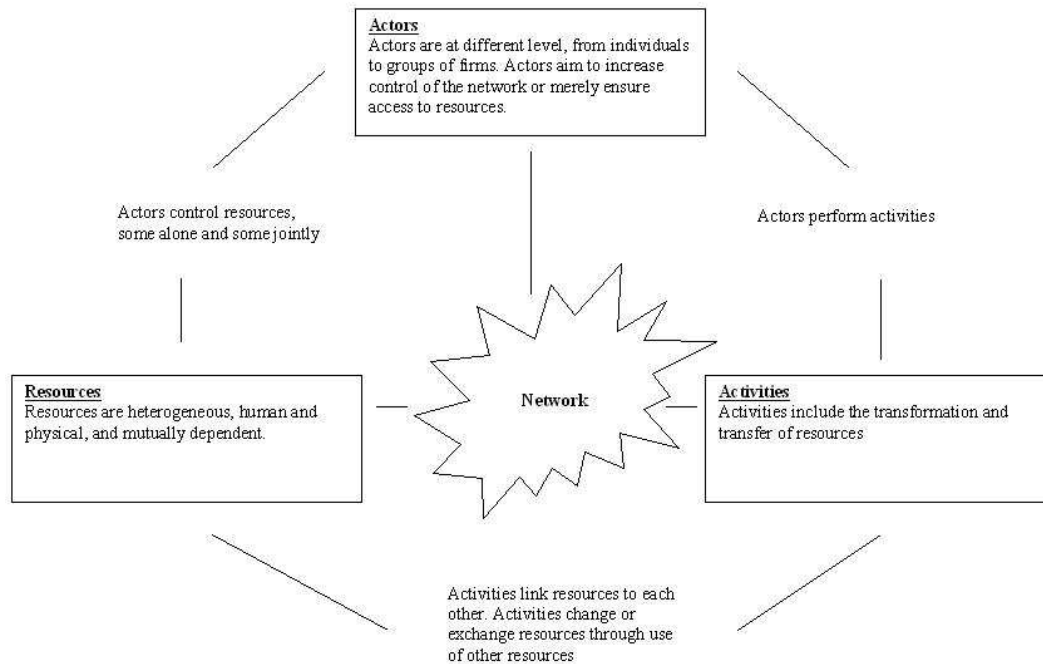 Actors
Actors are at different level, from individuals
to groups of firms. Actors aim to increase
control of the network or merely ensure
access to resources.
Actors control resources,
some alone and some jointly
Actors perform activities
Resources
Resources are heterogeneous, human and
physical, and mutually dependent.
Network
Activities
Activities include the transformation and
transfer of resources
Activities link resources to each
other. Activities change or
exchange resources through use
of other resources